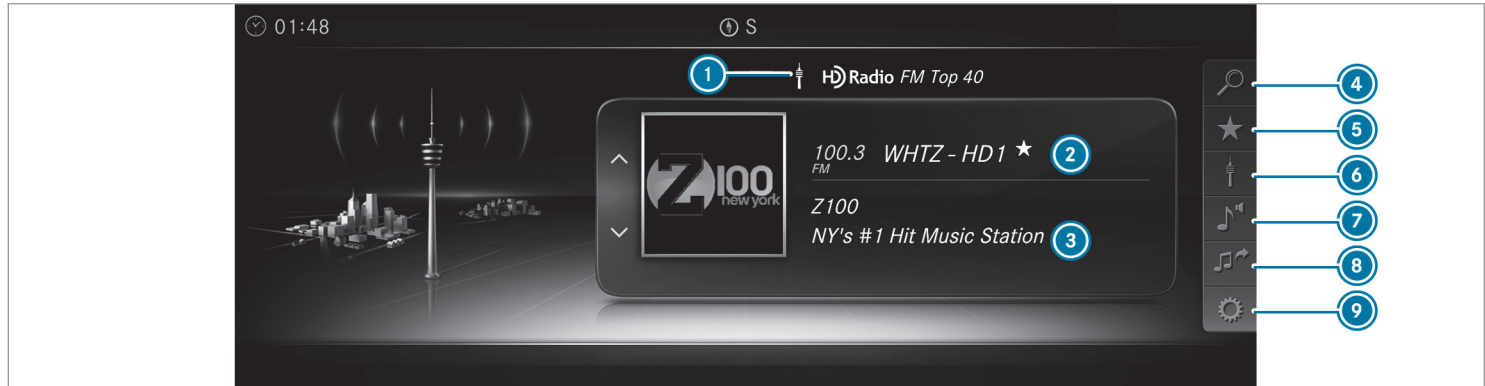 01:48
S
1
HD Radio FM Top 40
Z100
new york
100.3 WHTZ - HD1
FM
2
Z100
NY's #1 Hit Music Station
3
4
5
6
7
8
9